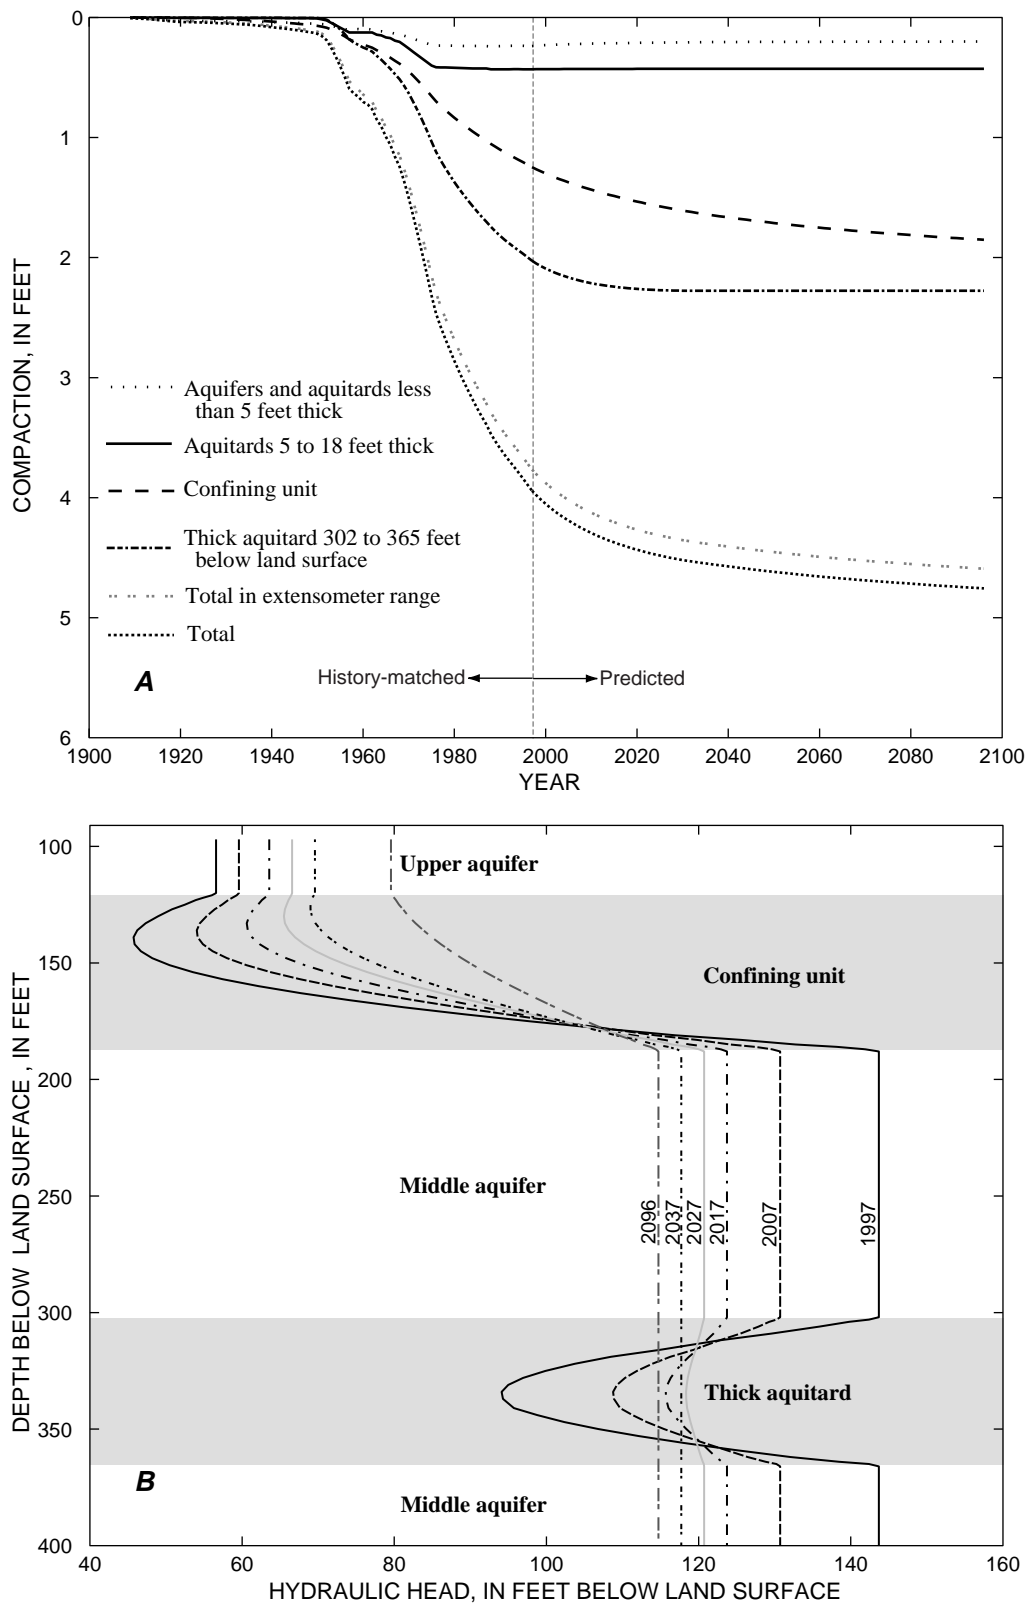 0
1
2
3
4
5
6
COMPACTION, IN FEET
Aquifers and aquitards less
than 5 feet thick
Aquitards 5 to 18 feet thick
Confining unit
Thick aquitard 302 to 365 feet
below land surface
Total in extensometer range
Total
A
History-matched
Predicted
1900 1920 1940 1960 1980 2000 2020 2040 2060 2080 2100
YEAR
100
150
200
250
300
350
400
DEPTH BELOW LAND SURFACE, IN FEET
Upper aquifer
Confining unit
Middle aquifer
2096 2037 2027 2017 2007 1997
Thick aquitard
B
Middle aquifer
40 60 80 100 120 140 160
HYDRAULIC HEAD, IN FEET BELOW LAND SURFACE